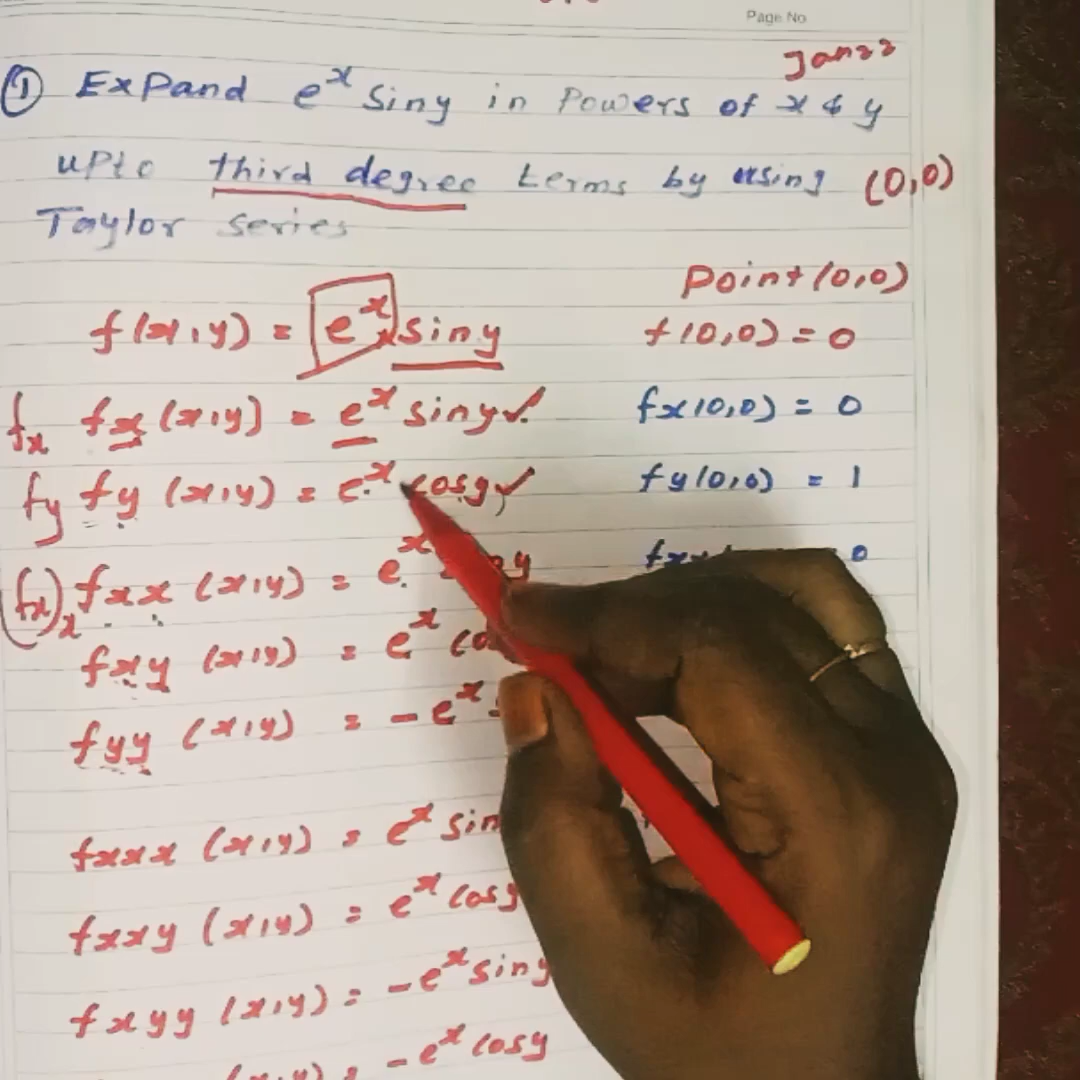 Page No
Jan22
① Expand e^x siny in Powers of x & y
upto third degree terms by using (0,0)
Taylor series
Point (0,0)
f(x,y) = e^x siny f(0,0) = 0
fx fx (x,y) = e^x siny ✓ fx(0,0) = 0
fy fy (x,y) = e^x cosy ✓ fy(0,0) = 1
(fx)x fxx (x,y) = e^x 0
fxy (x,y) = e^x
fyy (x,y) = -e^x
fxxx (x,y) = e^x sin
fxxy (x,y) = e^x cosy
fxyy (x,y) = -e^x siny
(x,y) = -e^x cosy